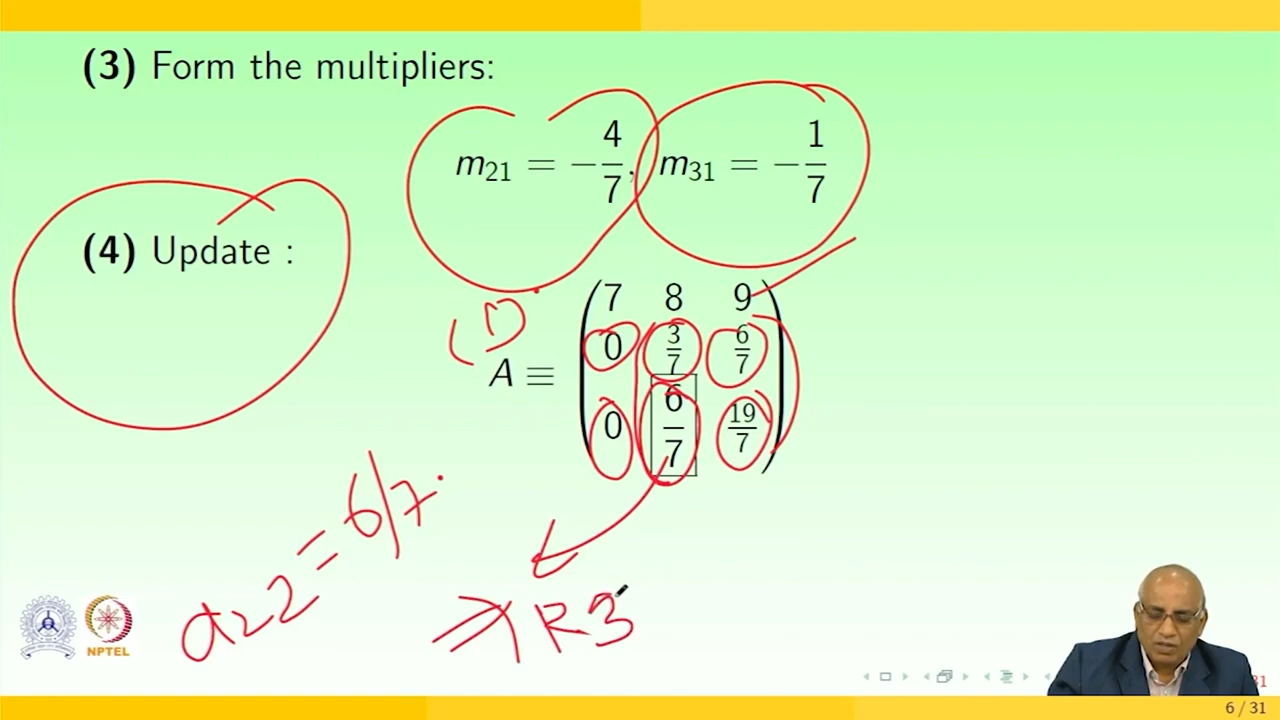 (3) Form the multipliers:
m₂₁ = −4/7, m₃₁ = −1/7
(4) Update :
7 8 9
0 3/7 6/7
(1)
A ≡
0 6/7 19/7
a22 = 6/7.
⇒ R3
NPTEL
31
6 / 31